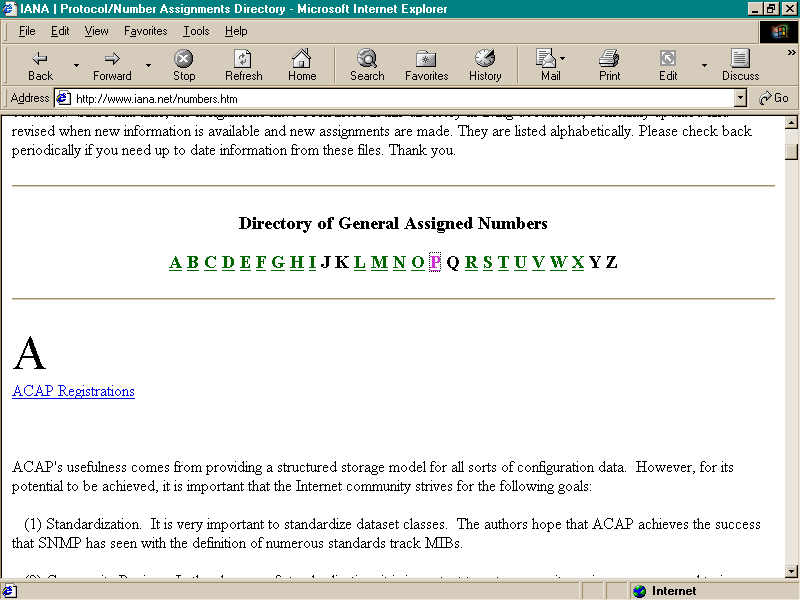 IANA | Protocol/Number Assignments Directory - Microsoft Internet Explorer
File Edit View Favorites Tools Help
Back Forward Stop Refresh Home Search Favorites History Mail Print Edit Discuss »
Address http://www.iana.net/numbers.htm Go
revised when new information is available and new assignments are made. They are listed alphabetically. Please check back
periodically if you need up to date information from these files. Thank you.
Directory of General Assigned Numbers
A B C D E F G H I J K L M N O P Q R S T U V W X Y Z
A
ACAP Registrations
ACAP's usefulness comes from providing a structured storage model for all sorts of configuration data. However, for its
potential to be achieved, it is important that the Internet community strives for the following goals:
(1) Standardization. It is very important to standardize dataset classes. The authors hope that ACAP achieves the success
that SNMP has seen with the definition of numerous standards track MIBs.
Internet